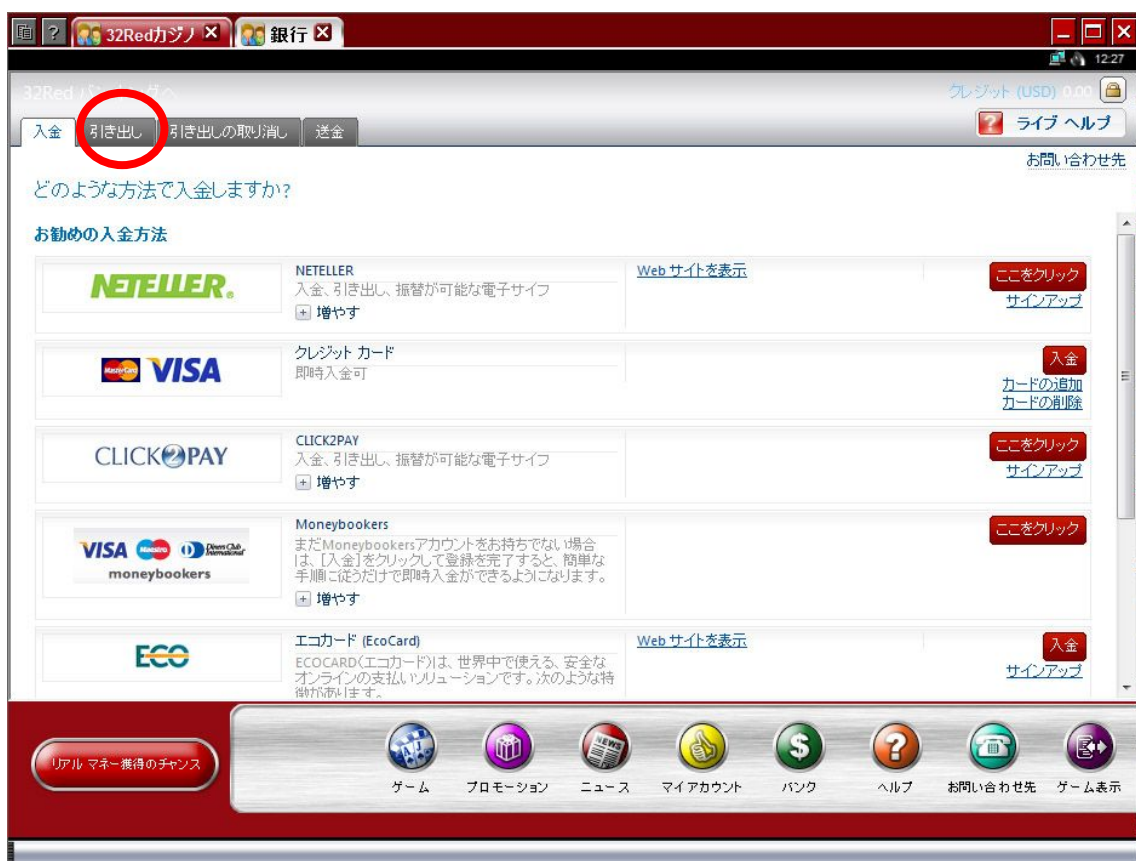 ?
32Redカジノ
銀行
12:27
32Red バンキングへ
クレジット (USD) 0.00
入金
引き出し
引き出しの取り消し
送金
? ライブ ヘルプ
お問い合わせ先
どのような方法で入金しますか?
お勧めの入金方法
NETELLER®
NETELLER
入金、引き出し、振替が可能な電子サイフ
+ 増やす
Web サイトを表示
ここをクリック
サインアップ
MasterCard VISA
クレジット カード
即時入金可
入金
カードの追加
カードの削除
CLICK2PAY
CLICK2PAY
入金、引き出し、振替が可能な電子サイフ
+ 増やす
ここをクリック
サインアップ
VISA Maestro Diners Club International
moneybookers
Moneybookers
まだMoneybookersアカウントをお持ちでない場合
は、[入金]をクリックして登録を完了すると、簡単な
手順に従うだけで即時入金ができるようになります。
+ 増やす
ここをクリック
ECO
エコカード (EcoCard)
ECOCARD(エコカード)は、世界中で使える、安全な
オンラインの支払いソリューションです。次のような特
徴があります。
Web サイトを表示
入金
サインアップ
リアル マネー獲得のチャンス
ゲーム
プロモーション
NEWS
ニュース
マイアカウント
$
バンク
?
ヘルプ
お問い合わせ先
ゲーム表示